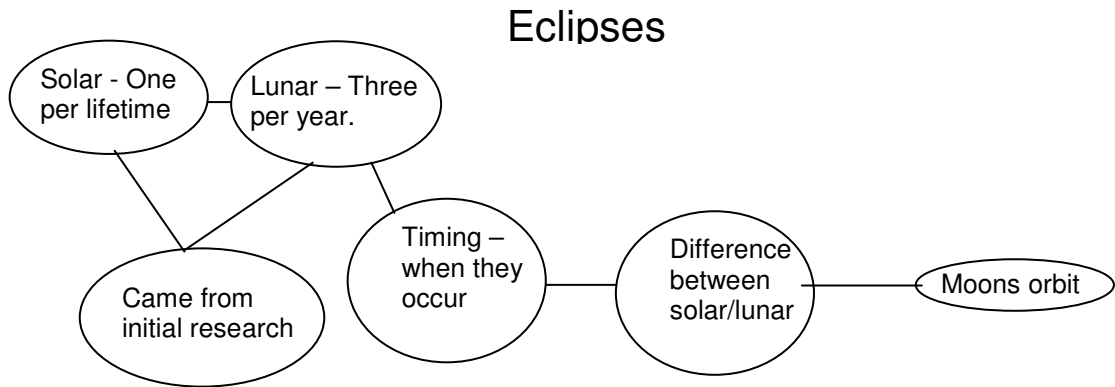 Eclipses
Solar - One
per lifetime
Lunar – Three
per year.
Came from
initial research
Timing –
when they
occur
Difference
between
solar/lunar
Moons orbit